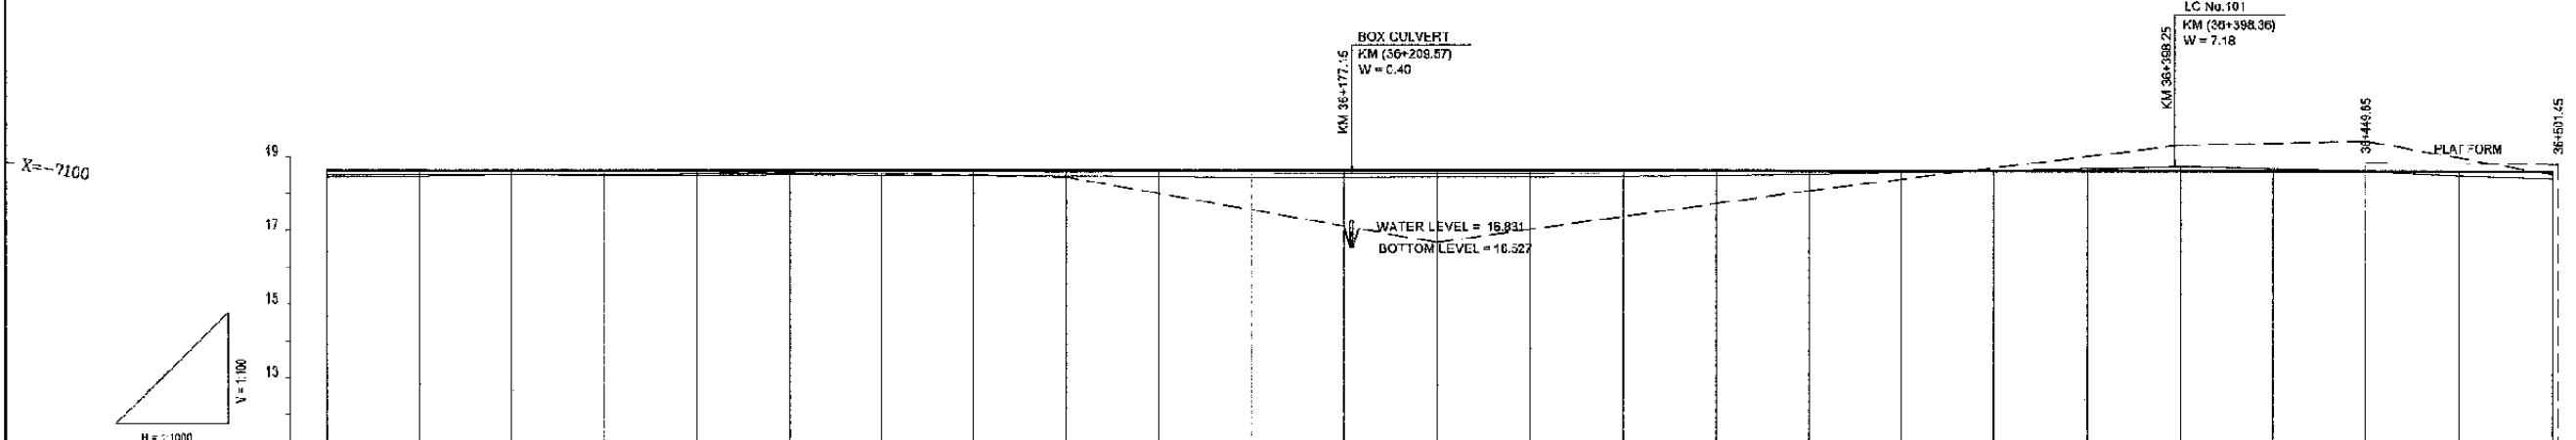 LC No.101
KM (36+398.36)
W = 7.18
KM 36+398.25
BOX CULVERT
KM (36+209.57)
W = 0.40
KM 36+177.15
36+449.65
36+501.45
PLATFORM
X=-7100
19
17
15
13
WATER LEVEL = 16.831
BOTTOM LEVEL = 16.527
V = 1:100
H = 1:1000